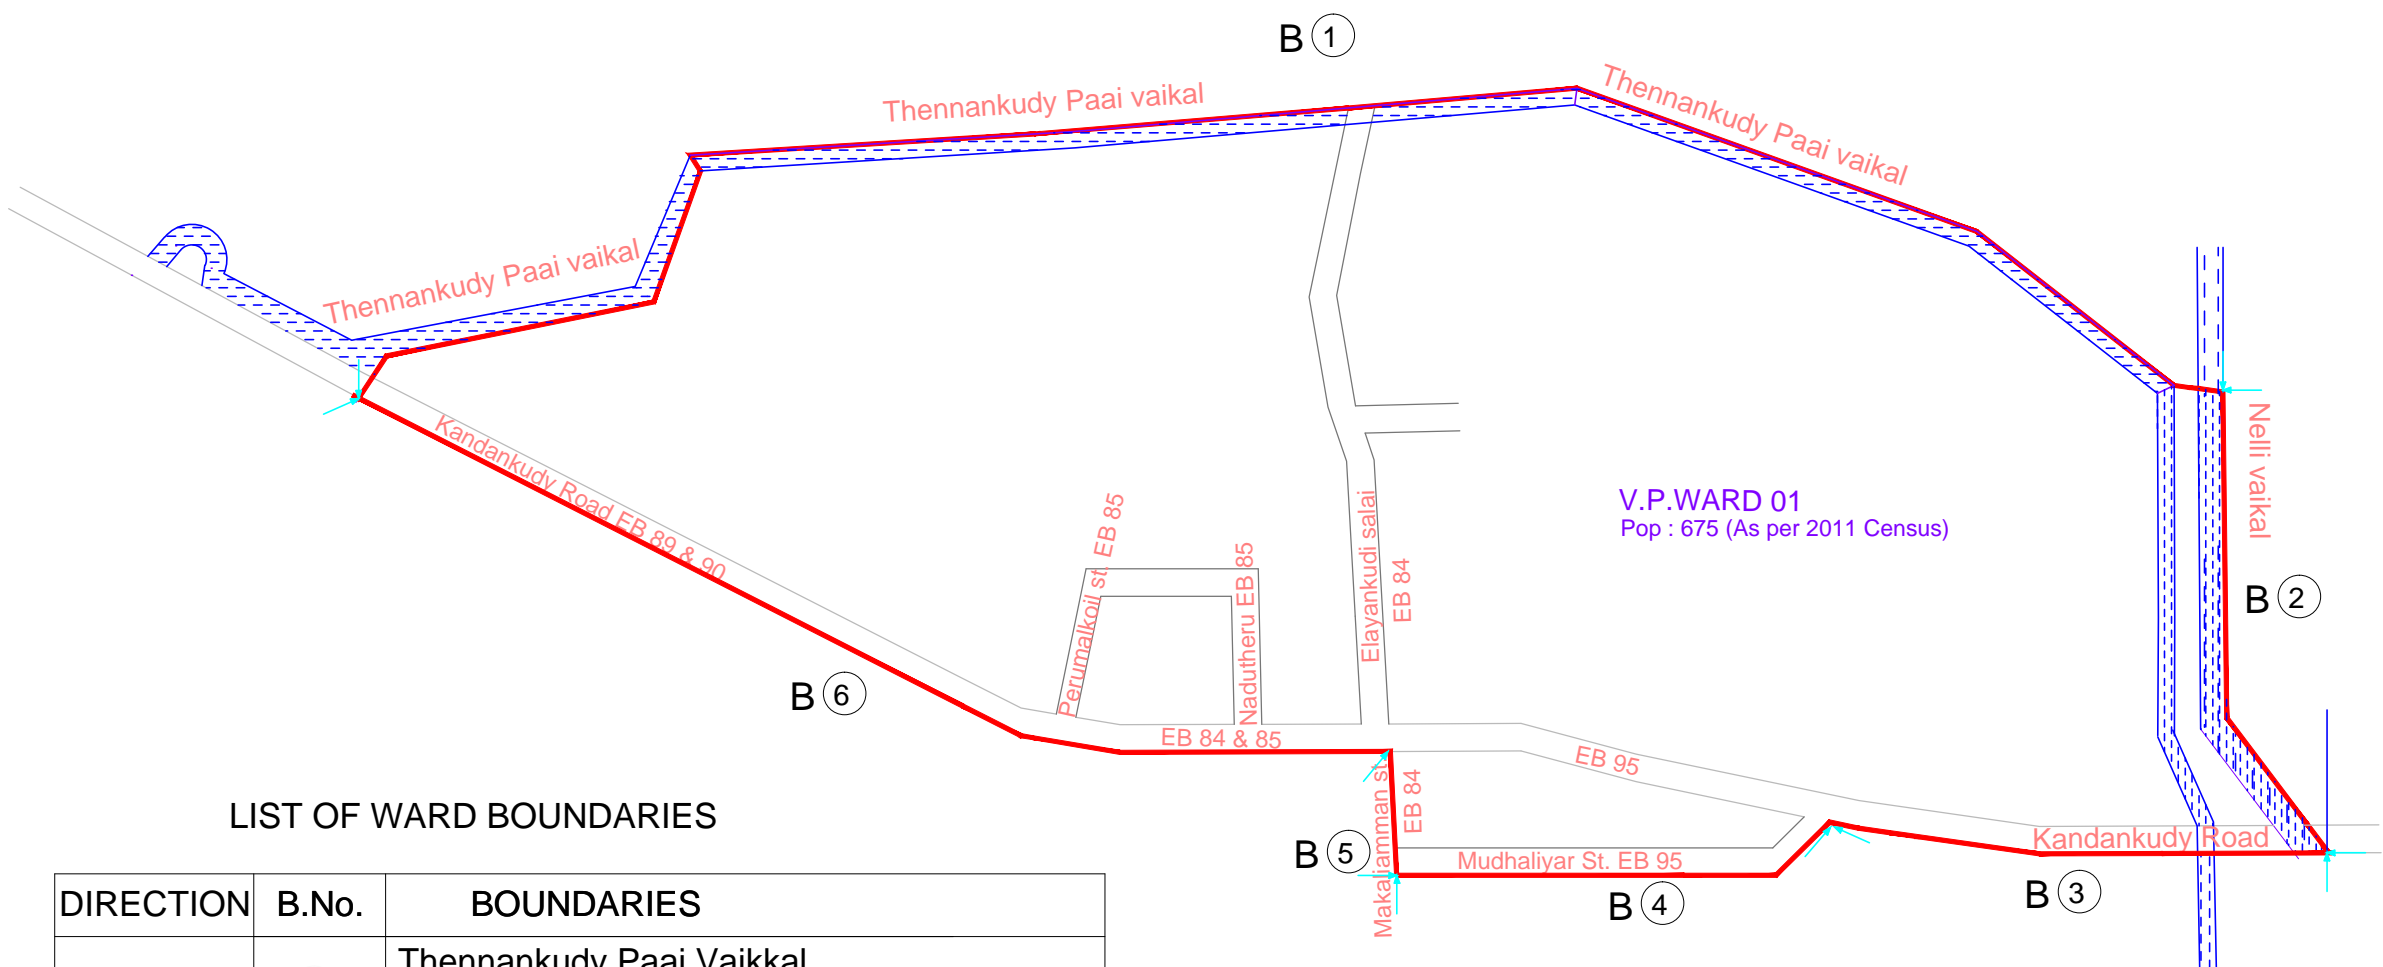 B 1
Thennankudy Paai vaikal
Thennankudy Paai vaikal
Thennankudy Paai vaikal
Nelli vaikal
Kandankudy Road EB 89 & 90
V.P.WARD 01
Pop : 675 (As per 2011 Census)
Perumalkoil st. EB 85
Nadutheru EB 85
Elayankudi salai
EB 84
B 2
B 6
EB 84 & 85
EB 95
Makaliamman st.
EB 84
Kandankudy Road
Mudhaliyar St. EB 95
B 5
B 4
B 3
LIST OF WARD BOUNDARIES
DIRECTION B.No. BOUNDARIES
Thennankudy Paai Vaikkal